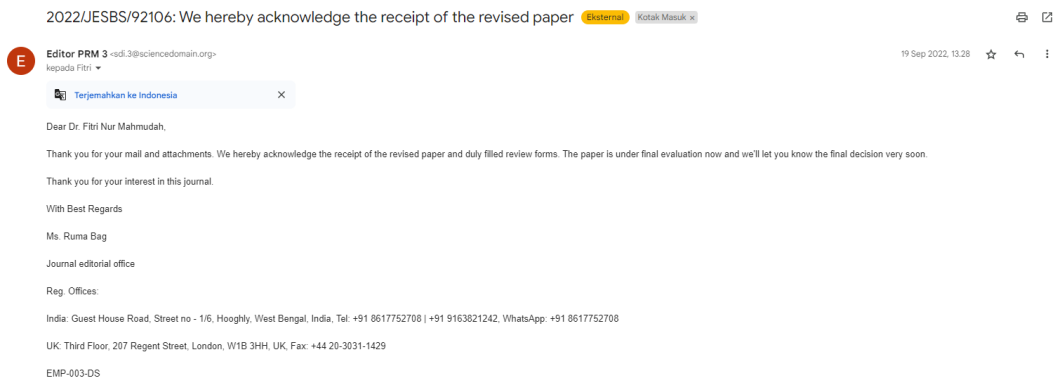 2022/JESBS/92106: We hereby acknowledge the receipt of the revised paper Eksternal Kotak Masuk ×
E
Editor PRM 3 <sdi.3@sciencedomain.org>
19 Sep 2022, 13.28
kepada Fitri
Terjemahkan ke Indonesia
Dear Dr. Fitri Nur Mahmudah,
Thank you for your mail and attachments. We hereby acknowledge the receipt of the revised paper and duly filled review forms. The paper is under final evaluation now and we'll let you know the final decision very soon.
Thank you for your interest in this journal.
With Best Regards
Ms. Ruma Bag
Journal editorial office
Reg. Offices:
India: Guest House Road, Street no - 1/6, Hooghly, West Bengal, India, Tel: +91 8617752708 | +91 9163821242, WhatsApp: +91 8617752708
UK: Third Floor, 207 Regent Street, London, W1B 3HH, UK, Fax: +44 20-3031-1429
EMP-003-DS